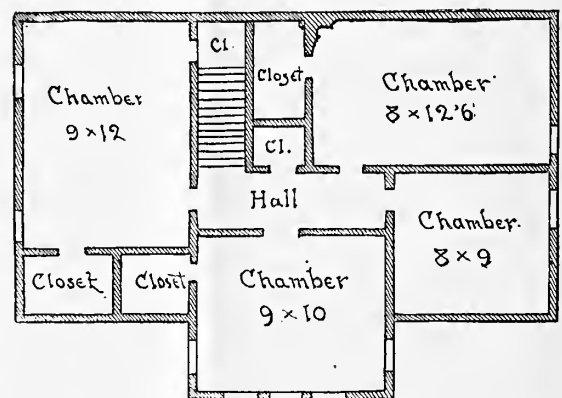 Cl.
Closet
Chamber
9 × 12
Chamber
8 × 12'6"
Cl.
Hall
Chamber.
8 × 9
Closet
Closet
Chamber
9 × 10